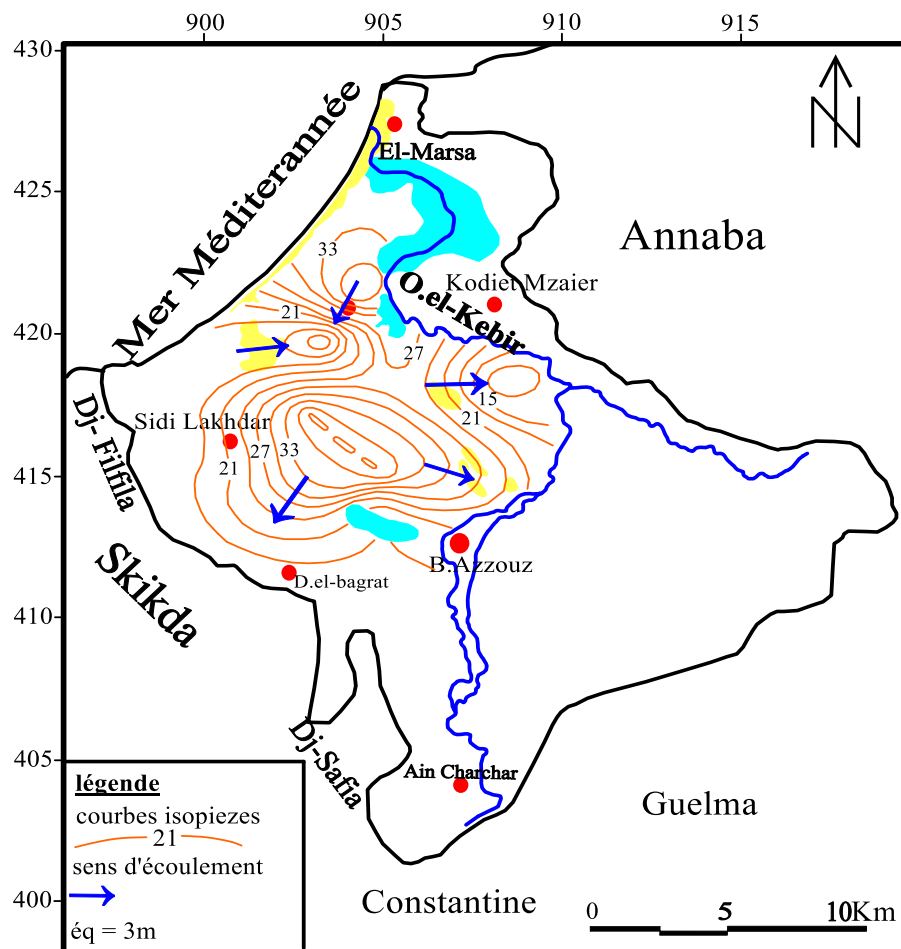 900 905 910 915
430
425
420
415
410
405
400
Mer Méditerannée
El-Marsa
Annaba
Kodiet Mzaier
O.el-Kebir
33
21
27
15
21
Sidi Lakhdar
21
27
33
Dj- Filfila
Skikda
B.Azzouz
D.el-bagrat
Dj-Safia
Ain Charchar
Guelma
Constantine
légende
courbes isopiezes
21
sens d'écoulement
éq = 3m
N
0 5 10Km